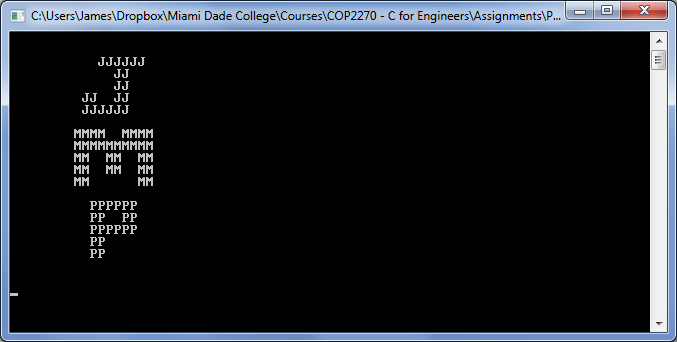 C:\Users\James\Dropbox\Miami Dade College\Courses\COP2270 - C for Engineers\Assignments\P...
   JJJJJJ
     JJ
     JJ
 JJ  JJ
 JJJJJJ
MMMM  MMMM
MMMMMMMMMM
MM  MM  MM
MM  MM  MM
MM      MM
  PPPPPP
  PP  PP
  PPPPPP
  PP
  PP